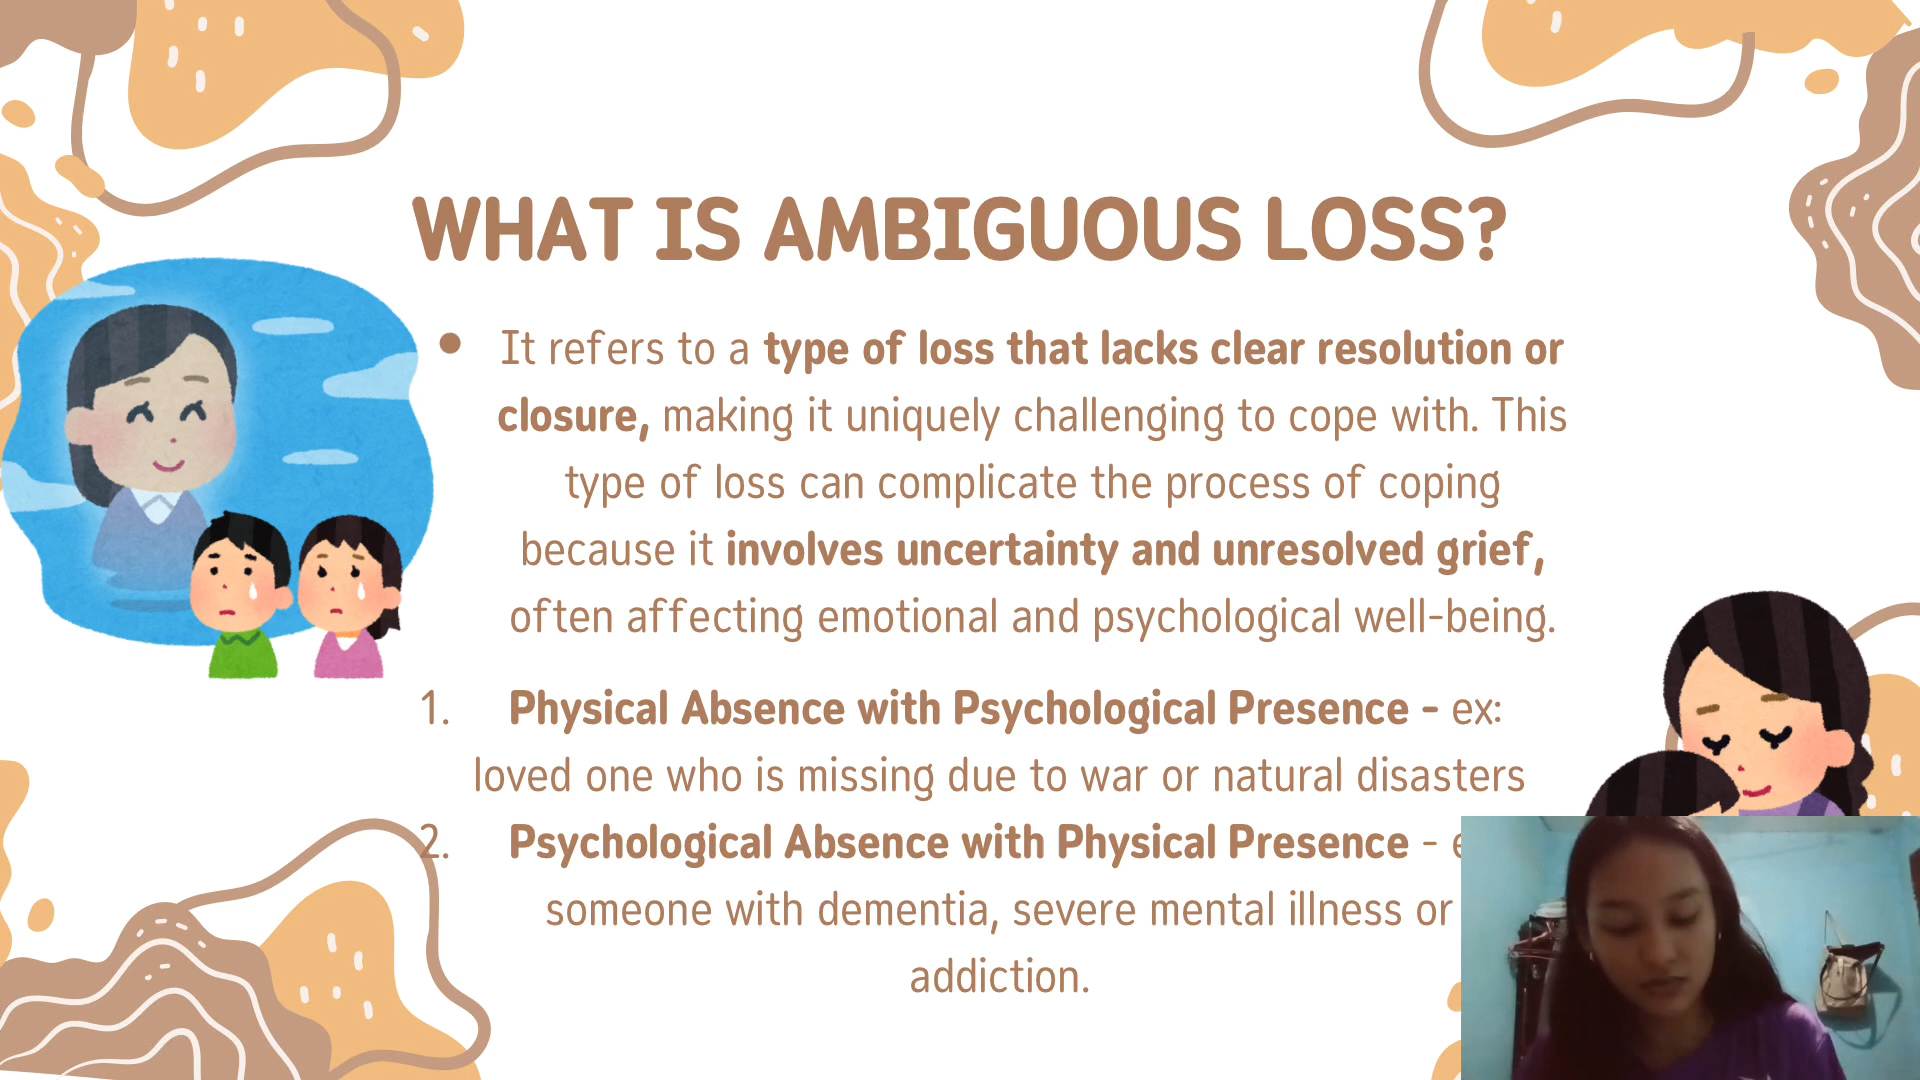 WHAT IS AMBIGUOUS LOSS?
• It refers to a type of loss that lacks clear resolution or
closure, making it uniquely challenging to cope with. This
type of loss can complicate the process of coping
because it involves uncertainty and unresolved grief,
often affecting emotional and psychological well-being.
1. Physical Absence with Psychological Presence - ex:
loved one who is missing due to war or natural disasters
2. Psychological Absence with Physical Presence -
someone with dementia, severe mental illness or
addiction.